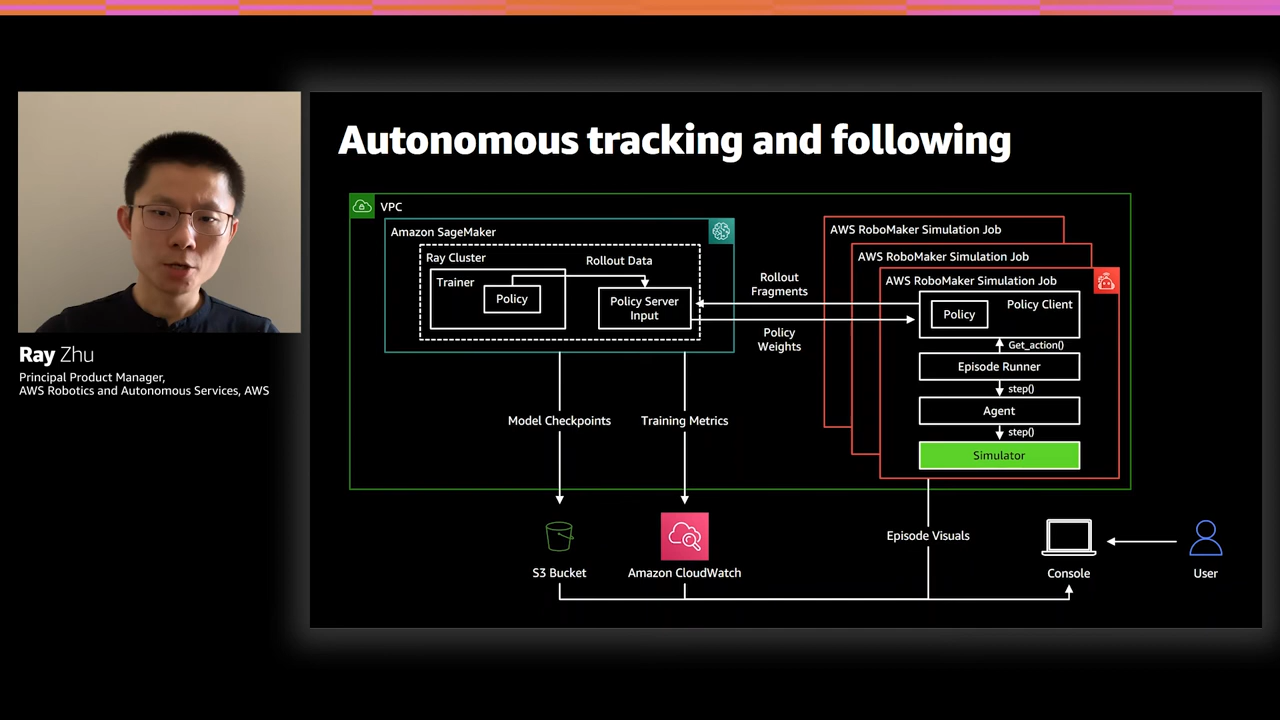 Autonomous tracking and following
VPC
Amazon SageMaker
Ray Cluster
Rollout Data
Trainer
Policy
Policy Server
Input
Rollout
Fragments
Policy
Weights
AWS RoboMaker Simulation Job
AWS RoboMaker Simulation Job
AWS RoboMaker Simulation Job
Policy
Policy Client
Get_action()
Episode Runner
step()
Agent
step()
Simulator
Ray Zhu
Principal Product Manager,
AWS Robotics and Autonomous Services, AWS
Model Checkpoints
Training Metrics
Episode Visuals
S3 Bucket
Amazon CloudWatch
Console
User